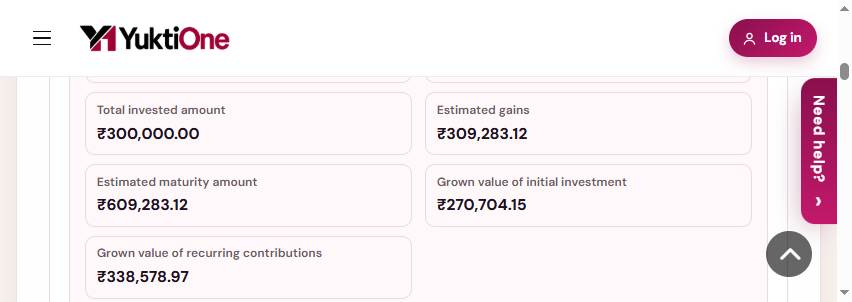 YuktiOne
Log in
Total invested amount
₹300,000.00
Estimated gains
₹309,283.12
Estimated maturity amount
₹609,283.12
Grown value of initial investment
₹270,704.15
Grown value of recurring contributions
₹338,578.97
Need help? ›